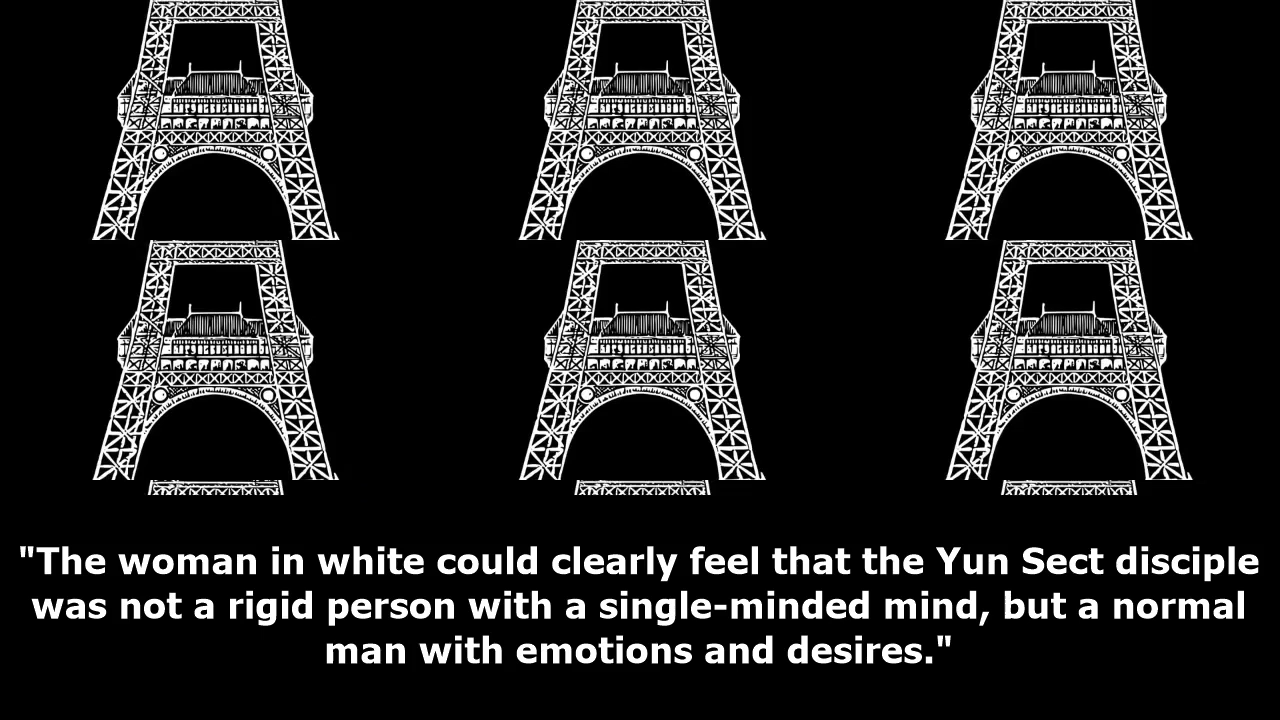 "The woman in white could clearly feel that the Yun Sect disciple
was not a rigid person with a single-minded mind, but a normal
man with emotions and desires."